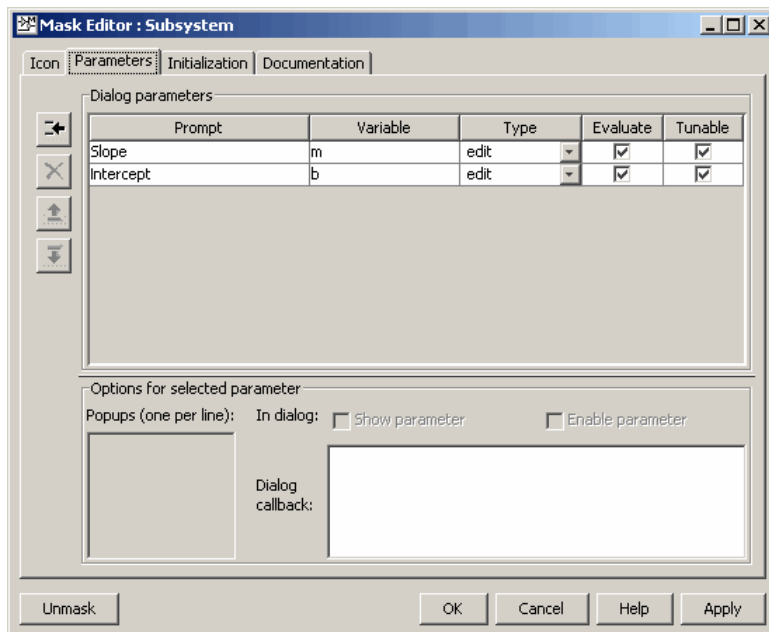 Mask Editor : Subsystem
Icon Parameters Initialization Documentation
Dialog parameters
Prompt Variable Type Evaluate Tunable
Slope m edit
Intercept b edit
Options for selected parameter
Popups (one per line): In dialog: Show parameter Enable parameter
Dialog
callback:
Unmask OK Cancel Help Apply